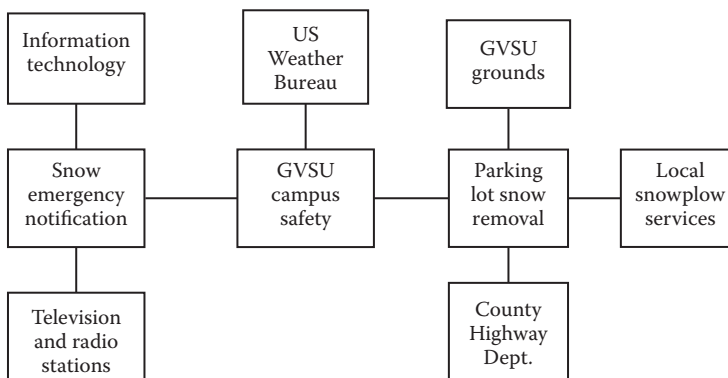 Information
technology
US
Weather
Bureau
GVSU
grounds
Snow
emergency
notification
GVSU
campus
safety
Parking
lot snow
removal
Local
snowplow
services
Television
and radio
stations
County
Highway
Dept.